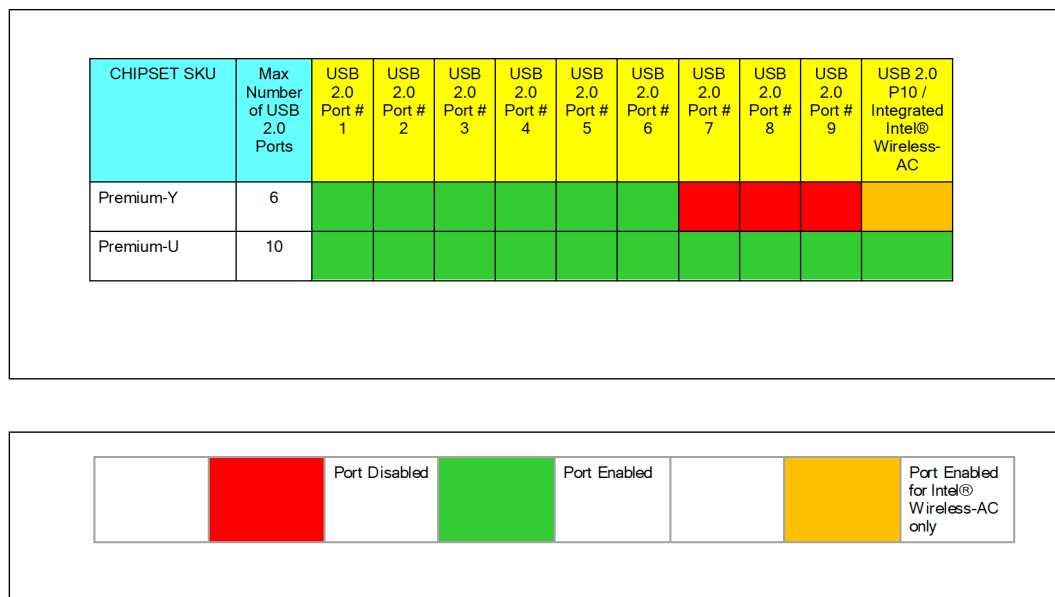 CHIPSET SKU
Max
Number
of USB
2.0
Ports
USB
2.0
Port #
1
USB
2.0
Port #
2
USB
2.0
Port #
3
USB
2.0
Port #
4
USB
2.0
Port #
5
USB
2.0
Port #
6
USB
2.0
Port #
7
USB
2.0
Port #
8
USB
2.0
Port #
9
USB 2.0
P10 /
Integrated
Intel®
Wireless-
AC
Premium-Y
6
Premium-U
10
Port Disabled
Port Enabled
Port Enabled
for Intel®
Wireless-AC
only